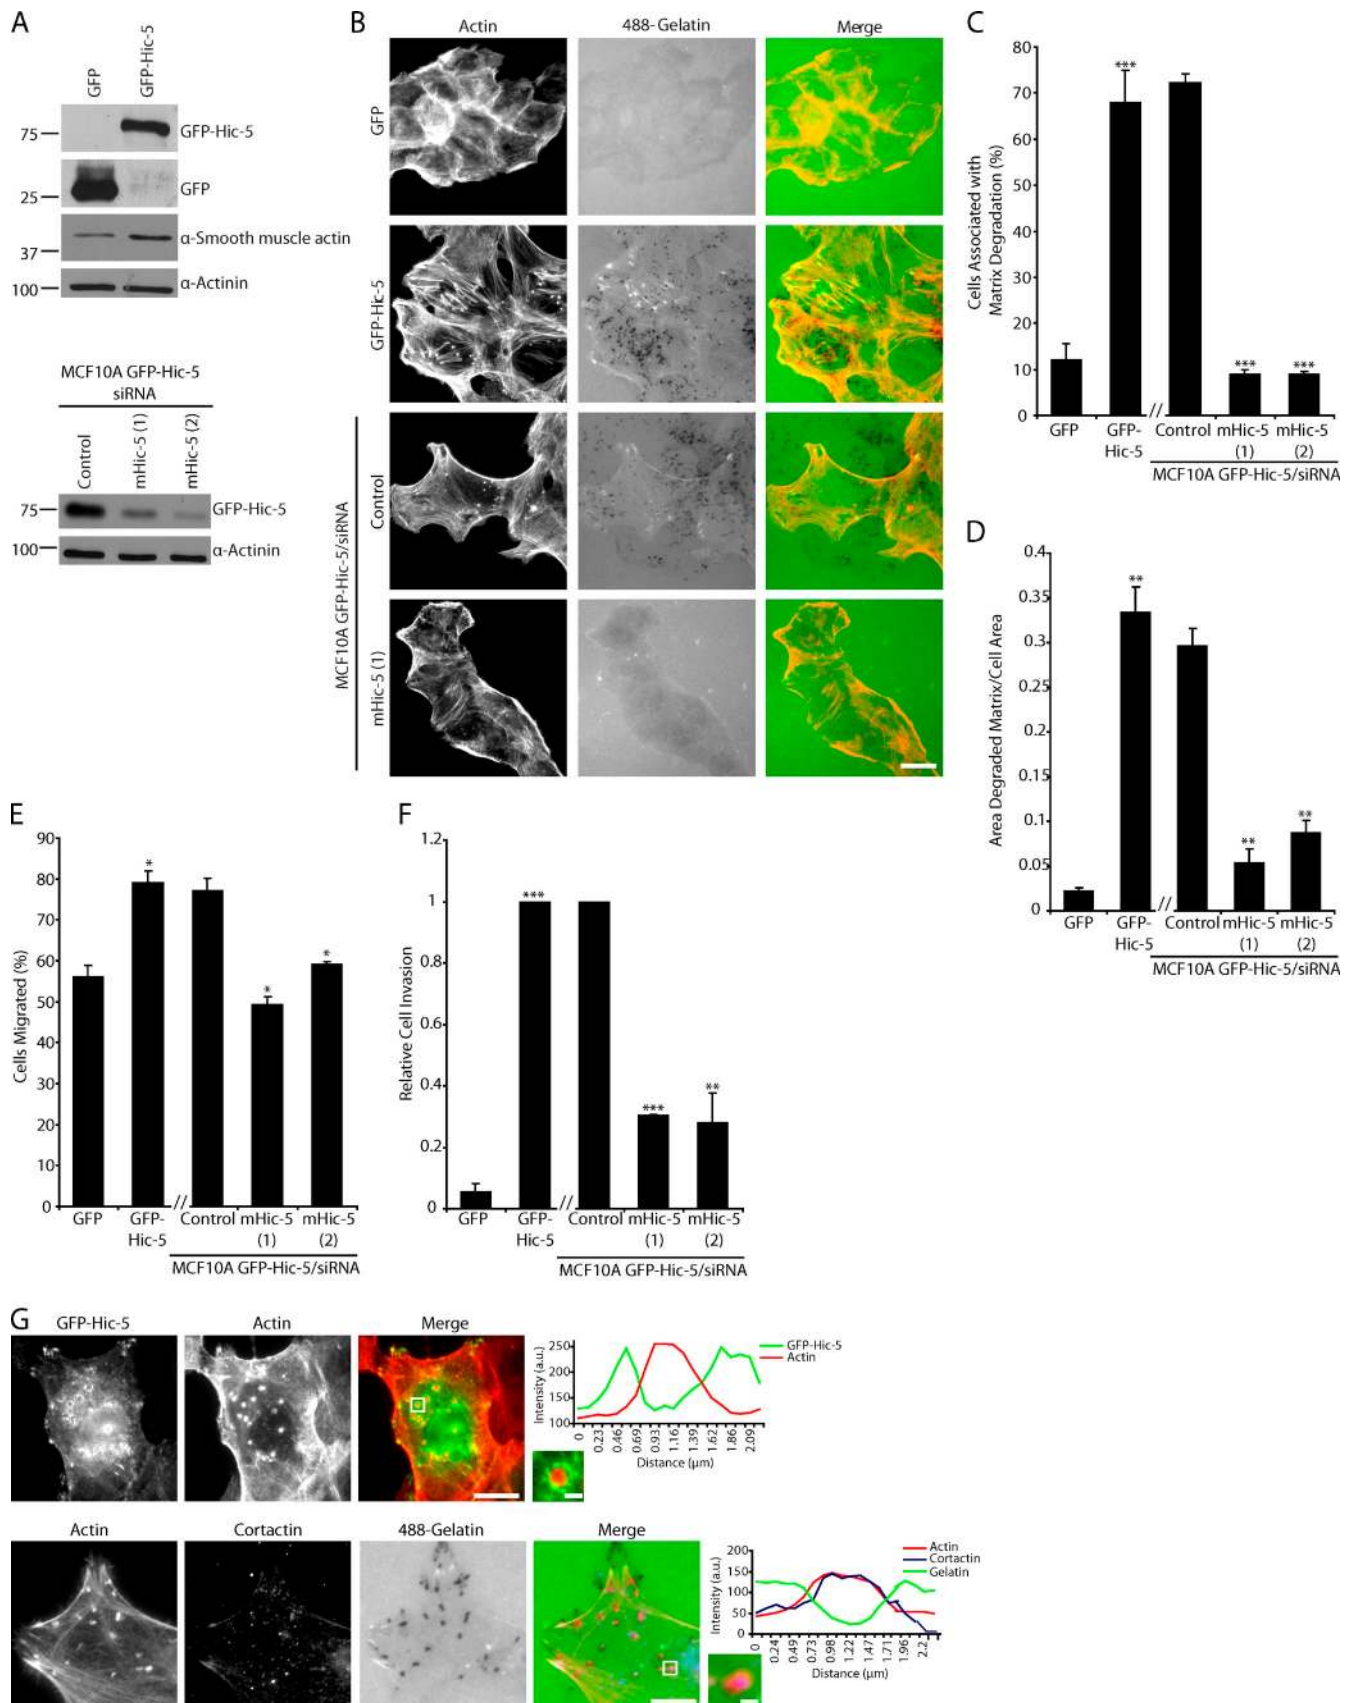 A
GFP
GFP-Hic-5
75
GFP-Hic-5
25
GFP
37
α-Smooth muscle actin
100
α-Actinin
MCF10A GFP-Hic-5
siRNA
Control
mHic-5 (1)
mHic-5 (2)
75
GFP-Hic-5
100
α-Actinin
B
Actin
488-Gelatin
Merge
GFP
GFP-Hic-5
Control
mHic-5 (1)
MCF10A GFP-Hic-5/siRNA
C
Cells Associated with
Matrix Degradation (%)
80
70
60
50
40
30
20
10
0
***
***
***
GFP
GFP-
Hic-5
//
Control
mHic-5
(1)
mHic-5
(2)
MCF10A GFP-Hic-5/siRNA
D
Area Degraded Matrix/Cell Area
0.4
0.35
0.3
0.25
0.2
0.15
0.1
0.05
0
**
**
**
GFP
GFP-
Hic-5
//
Control
mHic-5
(1)
mHic-5
(2)
MCF10A GFP-Hic-5/siRNA
E
Cells Migrated (%)
90
80
70
60
50
40
30
20
10
0
*
*
*
GFP
GFP-
Hic-5
//
Control
mHic-5
(1)
mHic-5
(2)
MCF10A GFP-Hic-5/siRNA
F
Relative Cell Invasion
1.2
1
0.8
0.6
0.4
0.2
0
***
***
**
GFP
GFP-
Hic-5
//
Control
mHic-5
(1)
mHic-5
(2)
MCF10A GFP-Hic-5/siRNA
G
GFP-Hic-5
Actin
Merge
Intensity (a.u.)
250
200
150
100
GFP-Hic-5
Actin
0
0.23
0.46
0.69
0.93
1.16
1.39
1.62
1.86
2.09
Distance (μm)
Actin
Cortactin
488-Gelatin
Merge
Intensity (a.u.)
200
150
100
50
0
Actin
Cortactin
Gelatin
0
0.24
0.49
0.73
0.98
1.22
1.47
1.71
1.96
2.2
Distance (μm)